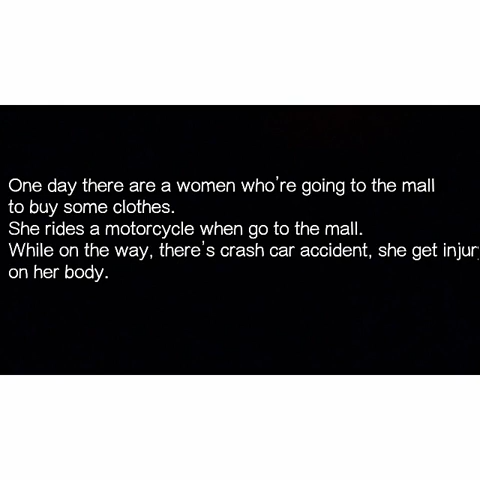 One day there are a women who're going to the mall
to buy some clothes.
She rides a motorcycle when go to the mall.
While on the way, there's crash car accident, she get injury
on her body.